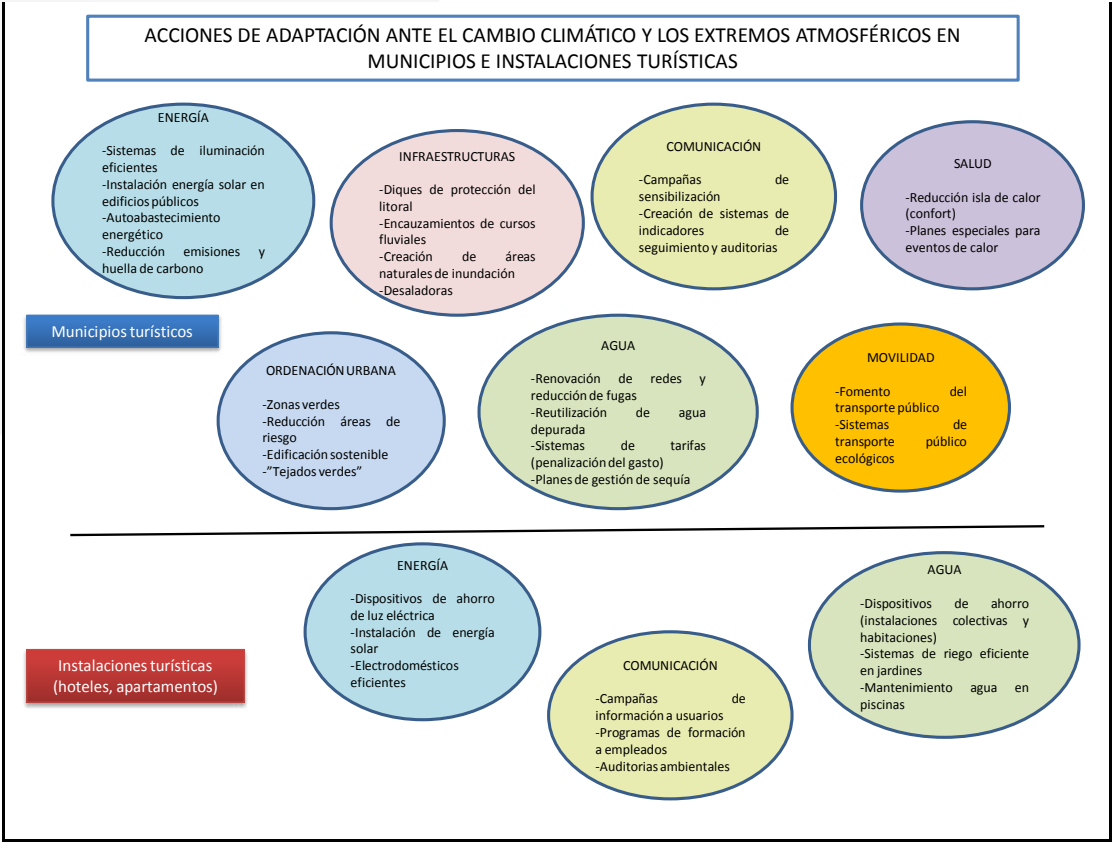 ACCIONES DE ADAPTACIÓN ANTE EL CAMBIO CLIMÁTICO Y LOS EXTREMOS ATMOSFÉRICOS EN
MUNICIPIOS E INSTALACIONES TURÍSTICAS
ENERGÍA
-Sistemas de iluminación
eficientes
-Instalación energía solar en
edificios públicos
-Autoabastecimiento
energético
-Reducción emisiones y
huella de carbono
INFRAESTRUCTURAS
-Diques de protección del
litoral
-Encauzamientos de cursos
fluviales
-Creación de áreas
naturales de inundación
-Desaladoras
COMUNICACIÓN
-Campañas de
sensibilización
-Creación de sistemas de
indicadores de
seguimiento y auditorias
SALUD
-Reducción isla de calor
(confort)
-Planes especiales para
eventos de calor
Municipios turísticos
ORDENACIÓN URBANA
-Zonas verdes
-Reducción áreas de
riesgo
-Edificación sostenible
-”Tejados verdes”
AGUA
-Renovación de redes y
reducción de fugas
-Reutilización de agua
depurada
-Sistemas de tarifas
(penalización del gasto)
-Planes de gestión de sequía
MOVILIDAD
-Fomento del
transporte público
-Sistemas de
transporte público
ecológicos
Instalaciones turísticas
(hoteles, apartamentos)
ENERGÍA
-Dispositivos de ahorro
de luz eléctrica
-Instalación de energía
solar
-Electrodomésticos
eficientes
COMUNICACIÓN
-Campañas de
información a usuarios
-Programas de formación
a empleados
-Auditorias ambientales
AGUA
-Dispositivos de ahorro
(instalaciones colectivas y
habitaciones)
-Sistemas de riego eficiente
en jardines
-Mantenimiento agua en
piscinas